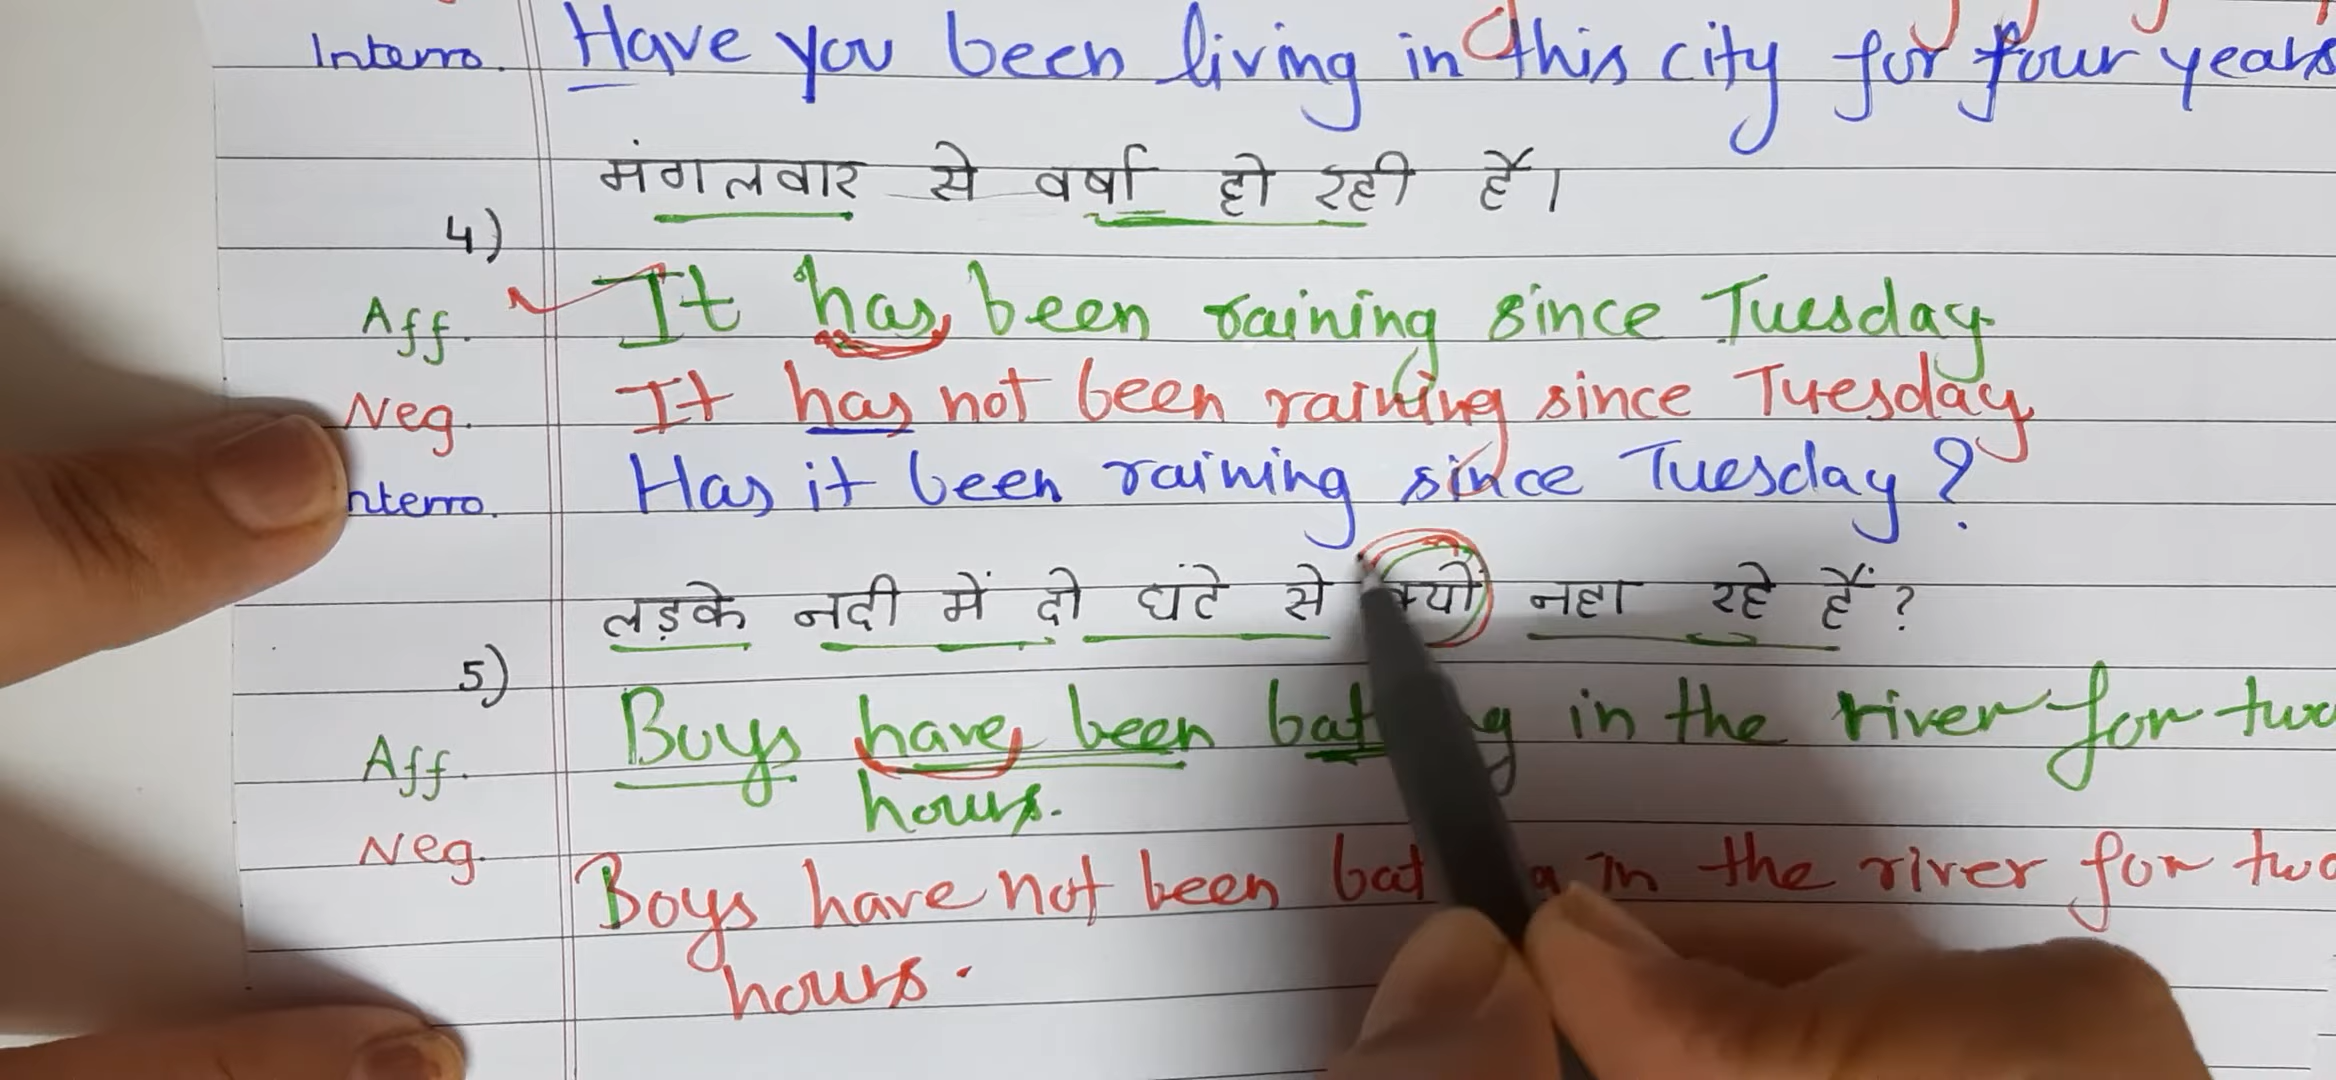 Interro. Have you been living in this city for four years
मंगलवार से वर्षा हो रही हैं।
4)
Aff. It has been raining since Tuesday
Neg. It has not been raining since Tuesday
nterro. Has it been raining since Tuesday ?
लड़के नदी में दो घंटे से क्यों नहा रहे हैं ?
5)
Aff. Boys have been in the river for two
hours.
Neg. Boys have not been in the river for two
hours.